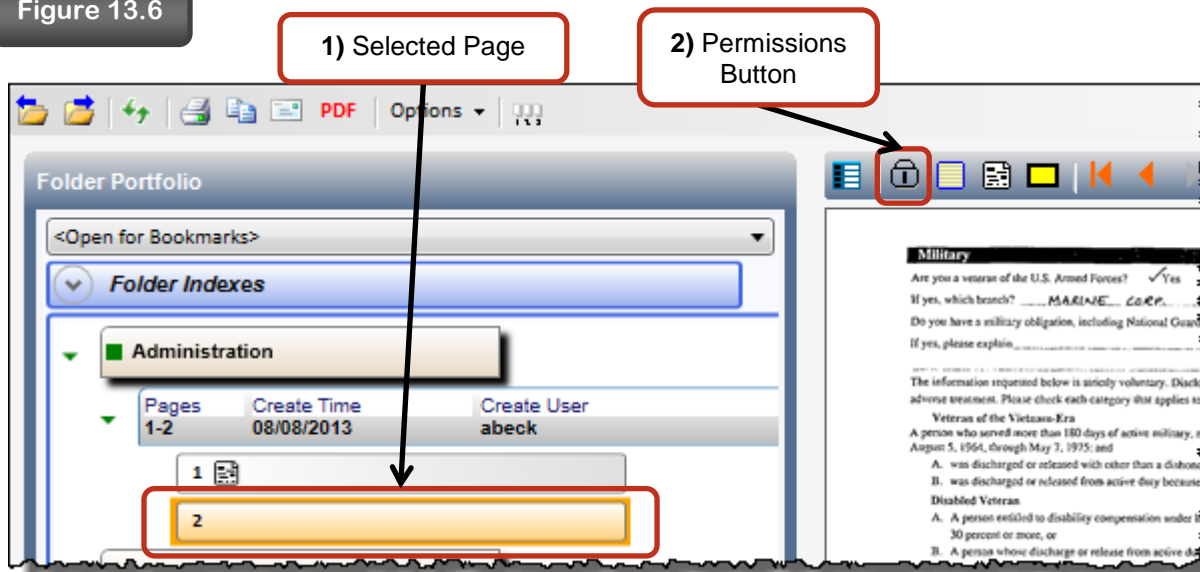 Figure 13.6
1) Selected Page
2) Permissions
Button
PDF Options
Folder Portfolio
<Open for Bookmarks>
Folder Indexes
Administration
Pages Create Time Create User
1-2 08/08/2013 abeck
1
2
Military
Are you a veteran of the U.S. Armed Forces? ✓Yes
If yes, which branch? MARINE CORP.
Do you have a military obligation, including National Guard
If yes, please explain
The information requested below is strictly voluntary. Disclo
adverse treatment. Please check each category that applies to
Veteran of the Vietnam-Era
A person who served more than 180 days of active military,
August 5, 1964, through May 7, 1975; and
A. was discharged or released with other than a dishono
B. was discharged or released from active duty because
Disabled Veteran
A. A person entitled to disability compensation under
30 percent or more, or
B. A person whose discharge or release from active du